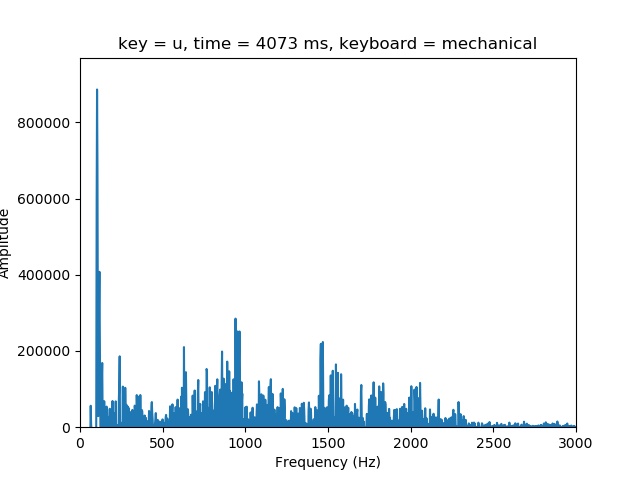 key = u, time = 4073 ms, keyboard = mechanical
Amplitude
800000
600000
400000
200000
0
0 500 1000 1500 2000 2500 3000
Frequency (Hz)